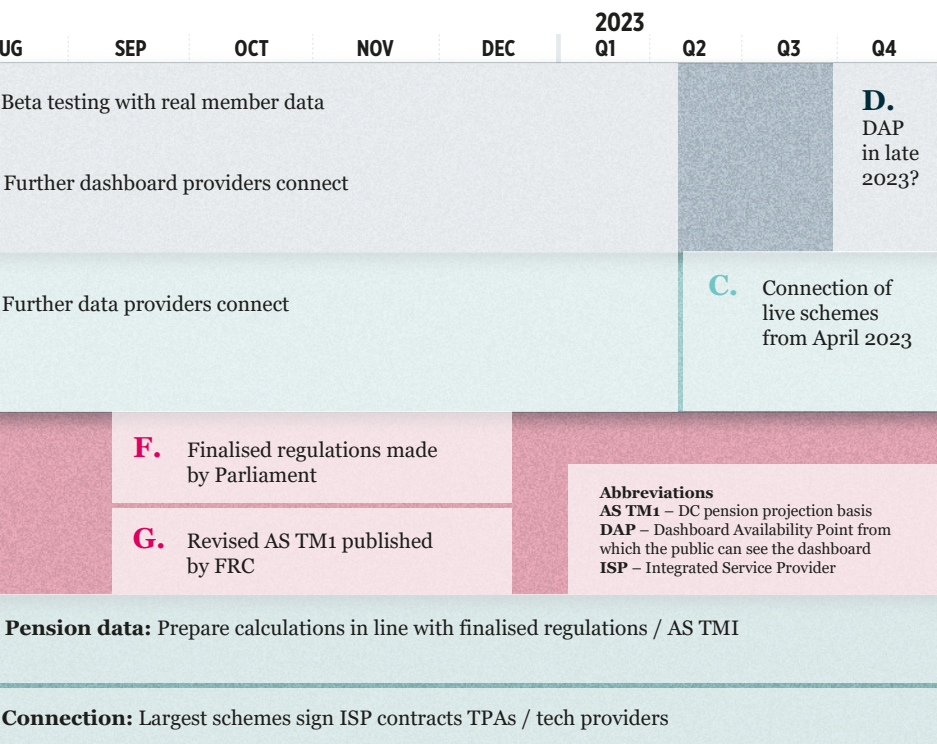 2023
UG SEP OCT NOV DEC Q1 Q2 Q3 Q4
Beta testing with real member data
Further dashboard providers connect
D.
DAP
in late
2023?
Further data providers connect
C. Connection of
live schemes
from April 2023
F. Finalised regulations made
by Parliament
G. Revised AS TM1 published
by FRC
Abbreviations
AS TM1 – DC pension projection basis
DAP – Dashboard Availability Point from
which the public can see the dashboard
ISP – Integrated Service Provider
Pension data: Prepare calculations in line with finalised regulations / AS TMI
Connection: Largest schemes sign ISP contracts TPAs / tech providers